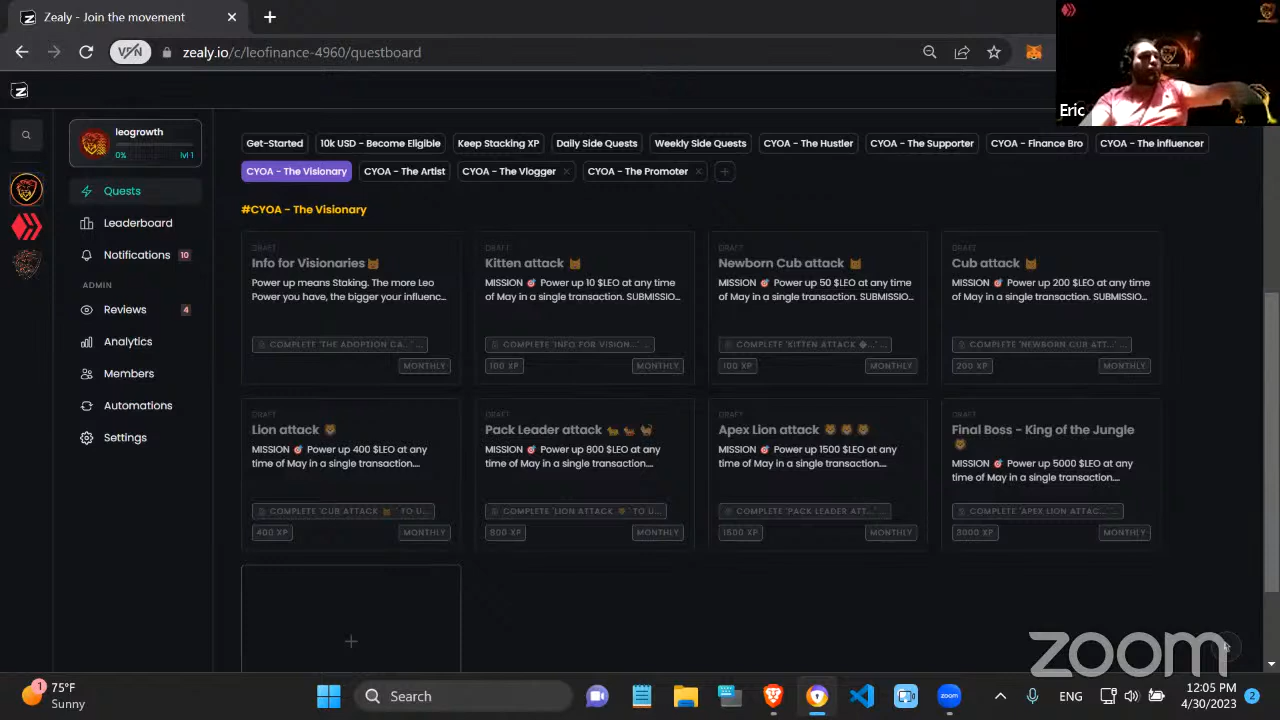 Zealy - Join the movement
VPN
zealy.io/c/leofinance-4960/questboard
Eric
leogrowth
0%
lvl 1
Quests
Leaderboard
Notifications 10
ADMIN
Reviews 4
Analytics
Members
Automations
Settings
Get-Started 10k USD - Become Eligible Keep Stacking XP Daily Side Quests Weekly Side Quests CYOA - The Hustler CYOA - The Supporter CYOA - Finance Bro CYOA - The influencer
CYOA - The Visionary CYOA - The Artist CYOA - The Vlogger CYOA - The Promoter
#CYOA - The Visionary
DRAFT
Info for Visionaries
Power up means Staking. The more Leo
Power you have, the bigger your influenc...
COMPLETE 'THE ADOPTION CA...' ...
MONTHLY
DRAFT
Kitten attack
MISSION 🎯 Power up 10 $LEO at any time
of May in a single transaction. SUBMISSIO...
COMPLETE 'INFO FOR VISION...' ...
100 XP MONTHLY
DRAFT
Newborn Cub attack
MISSION 🎯 Power up 50 $LEO at any time
of May in a single transaction. SUBMISSIO...
COMPLETE 'KITTEN ATTACK �...' ...
100 XP MONTHLY
DRAFT
Cub attack
MISSION 🎯 Power up 200 $LEO at any time
of May in a single transaction. SUBMISSIO...
COMPLETE 'NEWBORN CUB ATT...' ...
200 XP MONTHLY
DRAFT
Lion attack
MISSION 🎯 Power up 400 $LEO at any
time of May in a single transaction....
COMPLETE 'CUB ATTACK ' TO U...
400 XP MONTHLY
DRAFT
Pack Leader attack
MISSION 🎯 Power up 800 $LEO at any
time of May in a single transaction....
COMPLETE 'LION ATTACK ' TO U...
800 XP MONTHLY
DRAFT
Apex Lion attack
MISSION 🎯 Power up 1500 $LEO at any
time of May in a single transaction....
COMPLETE 'PACK LEADER ATT...' ...
1600 XP MONTHLY
DRAFT
Final Boss - King of the Jungle
MISSION 🎯 Power up 5000 $LEO at any
time of May in a single transaction....
COMPLETE 'APEX LION ATTAC...' ...
3000 XP MONTHLY
zoom
1
75°F
Sunny
Search
zoom
ENG
12:05 PM
4/30/2023
2